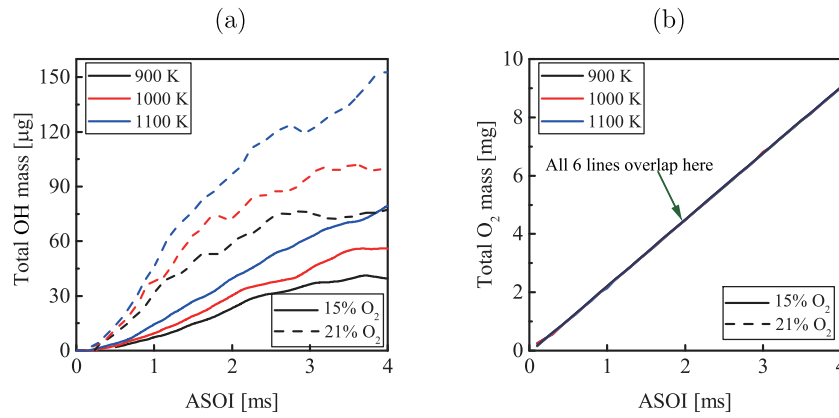 (a)
Total OH mass [µg]
150
120
90
60
30
0
900 K
1000 K
1100 K
15% O₂
21% O₂
0
1
2
3
4
ASOI [ms]
(b)
Total O₂ mass [mg]
10
8
6
4
2
0
900 K
1000 K
1100 K
All 6 lines overlap here
15% O₂
21% O₂
0
1
2
3
4
ASOI [ms]